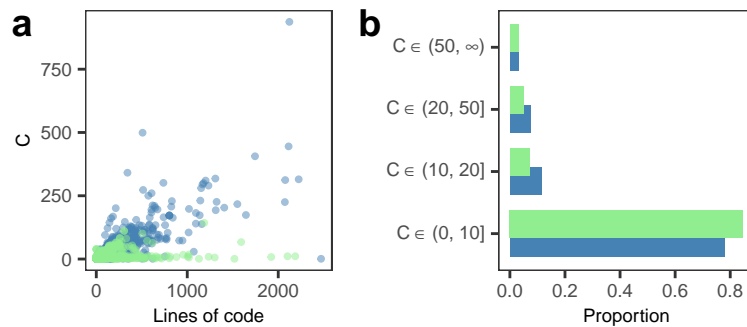 a
C
750
500
250
0
0
1000
2000
Lines of code
b
C ∈ (50, ∞)
C ∈ (20, 50]
C ∈ (10, 20]
C ∈ (0, 10]
0.0
0.2
0.4
0.6
0.8
Proportion